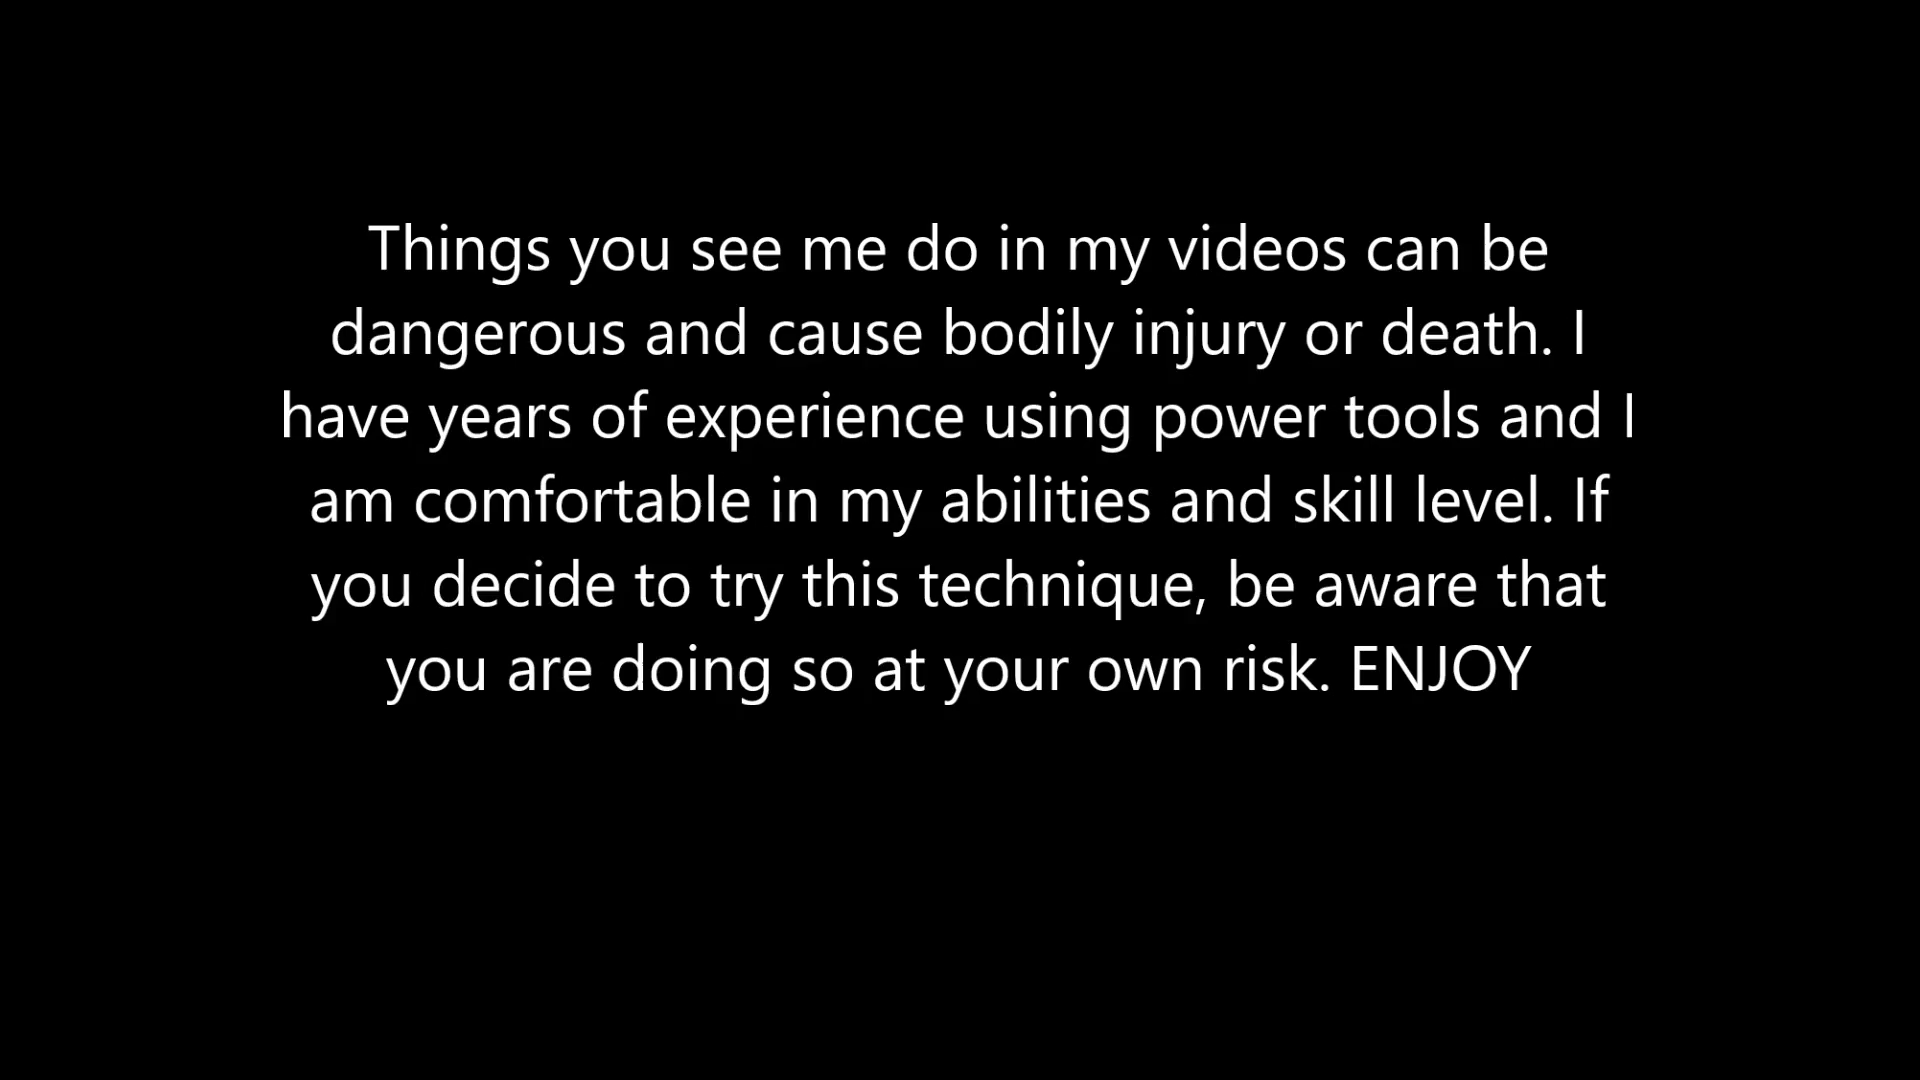 Things you see me do in my videos can be
dangerous and cause bodily injury or death. I
have years of experience using power tools and I
am comfortable in my abilities and skill level. If
you decide to try this technique, be aware that
you are doing so at your own risk. ENJOY